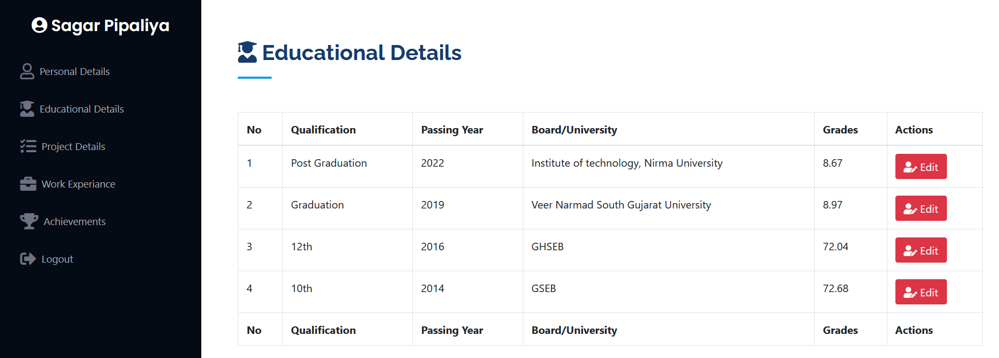 Sagar Pipaliya
Personal Details
Educational Details
Project Details
Work Experiance
Achievements
Logout
Educational Details
No Qualification Passing Year Board/University Grades Actions
1 Post Graduation 2022 Institute of technology, Nirma University 8.67 Edit
2 Graduation 2019 Veer Narmad South Gujarat University 8.97 Edit
3 12th 2016 GHSEB 72.04 Edit
4 10th 2014 GSEB 72.68 Edit
No Qualification Passing Year Board/University Grades Actions